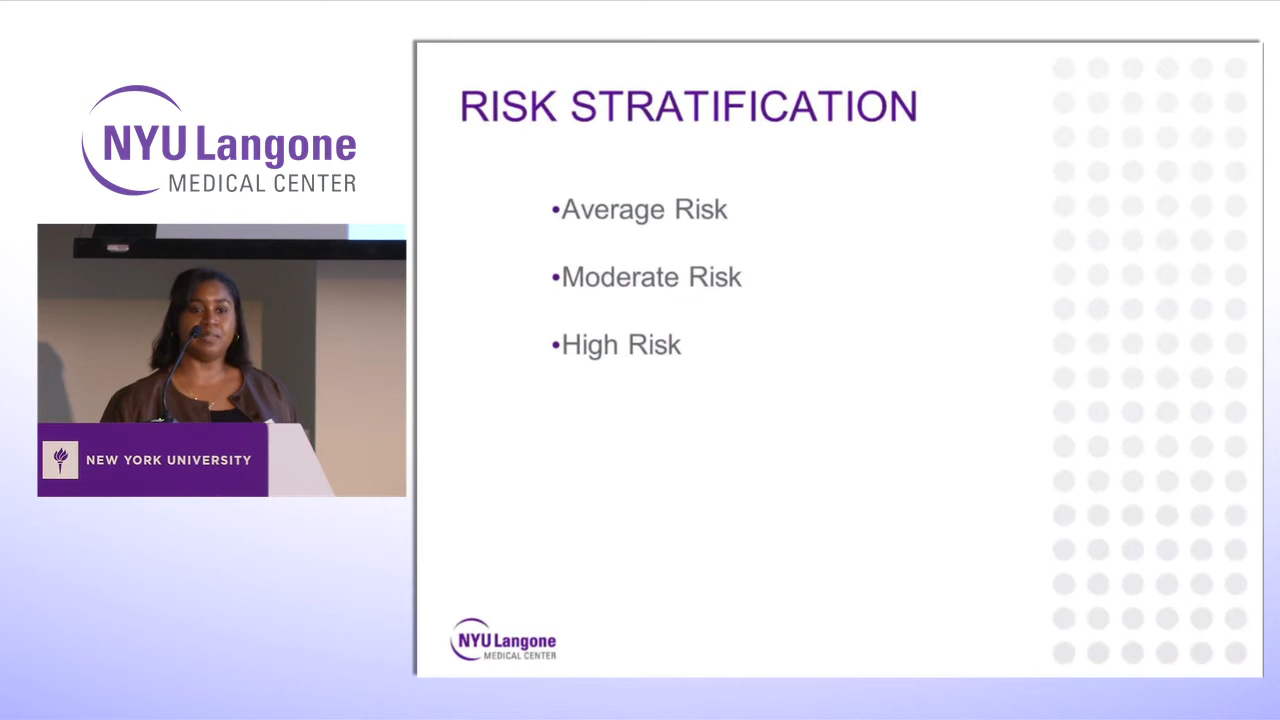 NYU Langone
MEDICAL CENTER
NEW YORK UNIVERSITY
RISK STRATIFICATION
•Average Risk
•Moderate Risk
•High Risk
NYU Langone
MEDICAL CENTER